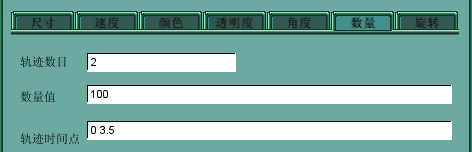 尺寸 速度 颜色 透明度 角度 数量 旋转
轨迹数目 2
数量值 100
轨迹时间点 0 3.5